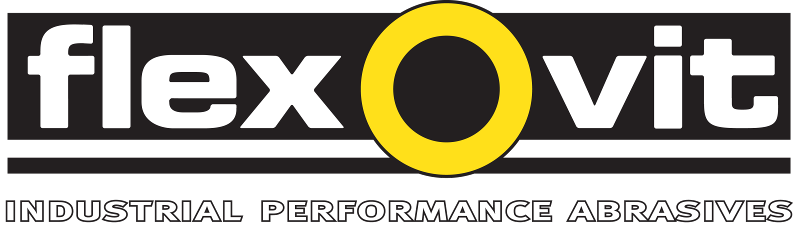 flexOvit
INDUSTRIAL PERFORMANCE ABRASIVES